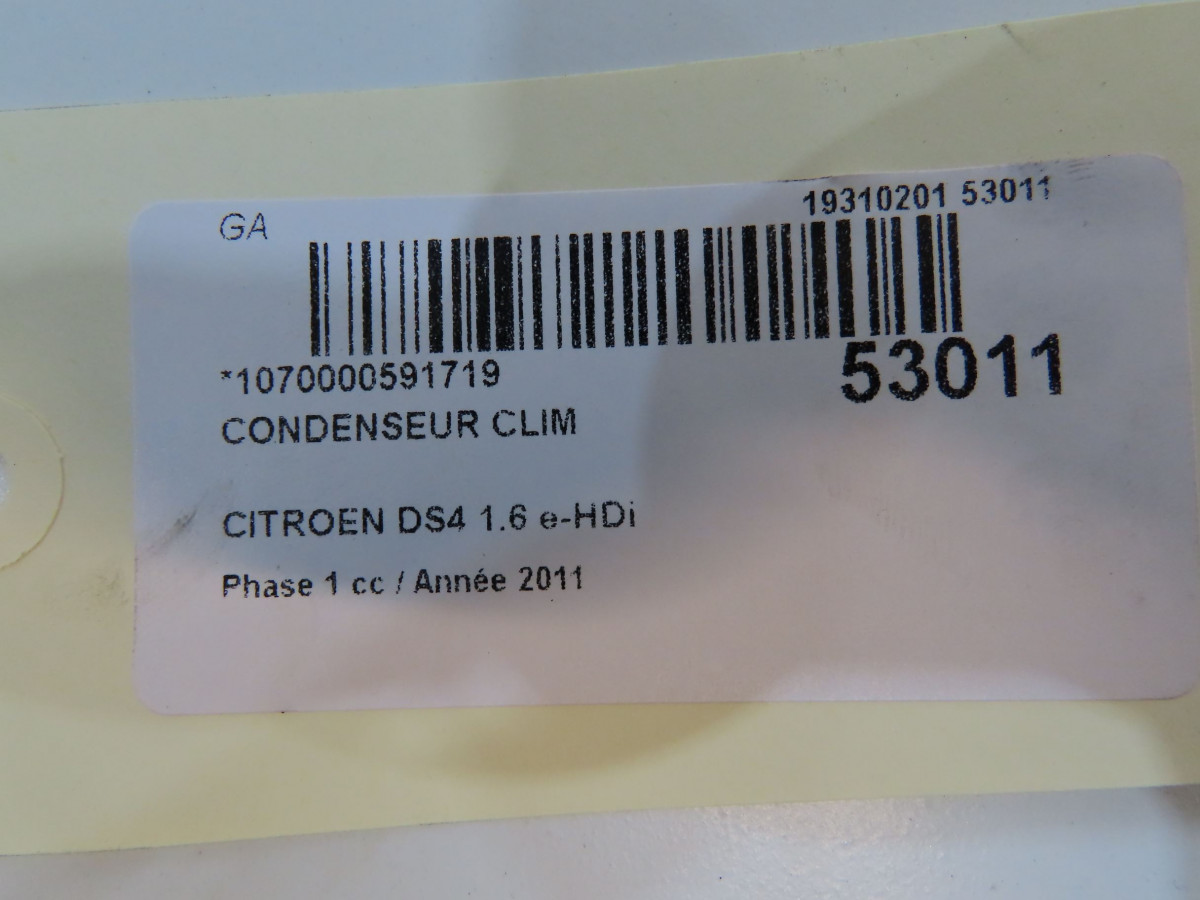 GA
19310201 53011
*1070000591719
53011
CONDENSEUR CLIM
CITROEN DS4 1.6 e-HDi
Phase 1 cc / Année 2011